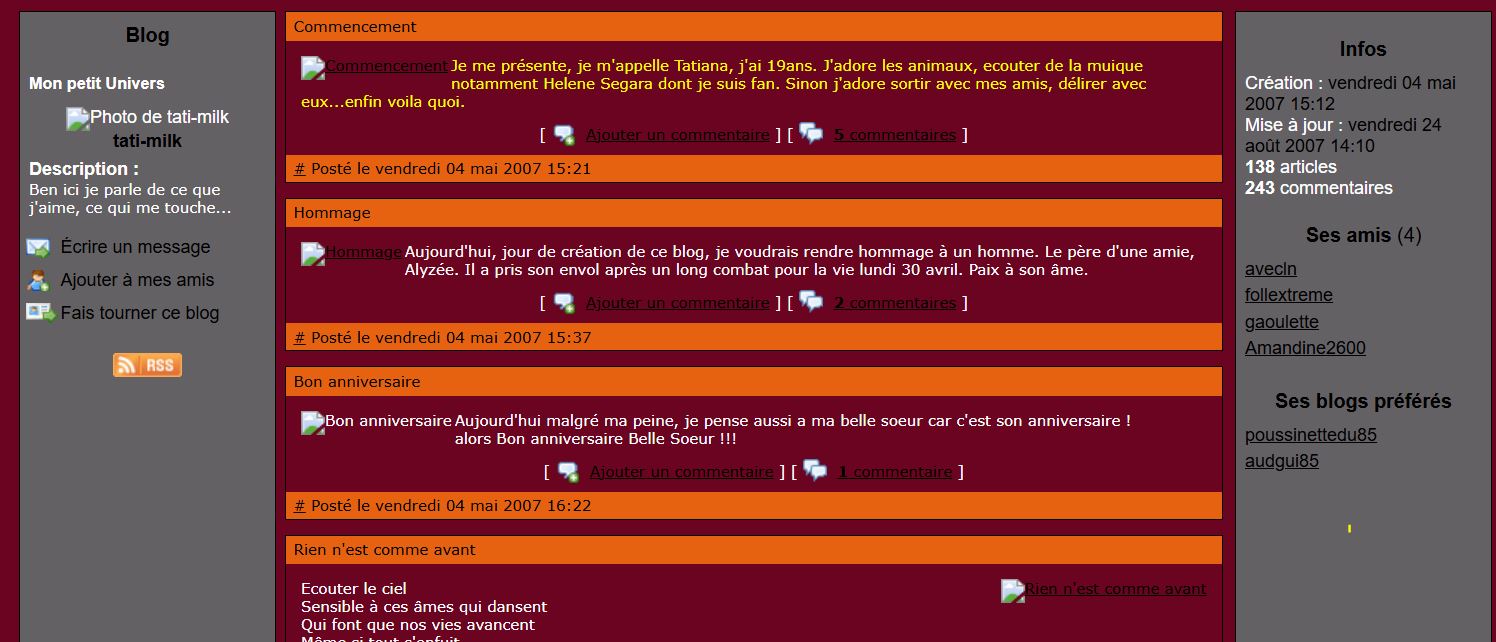 Blog
Mon petit Univers
Photo de tati-milk
tati-milk
Description :
Ben ici je parle de ce que
j'aime, ce qui me touche...
Écrire un message
Ajouter à mes amis
Fais tourner ce blog
RSS
Commencement
Commencement Je me présente, je m'appelle Tatiana, j'ai 19ans. J'adore les animaux, ecouter de la muique
notamment Helene Segara dont je suis fan. Sinon j'adore sortir avec mes amis, délirer avec
eux...enfin voila quoi.
[ Ajouter un commentaire ] [ 5 commentaires ]
# Posté le vendredi 04 mai 2007 15:21
Hommage
Hommage Aujourd'hui, jour de création de ce blog, je voudrais rendre hommage à un homme. Le père d'une amie,
Alyzée. Il a pris son envol après un long combat pour la vie lundi 30 avril. Paix à son âme.
[ Ajouter un commentaire ] [ 2 commentaires ]
# Posté le vendredi 04 mai 2007 15:37
Bon anniversaire
Bon anniversaire Aujourd'hui malgré ma peine, je pense aussi a ma belle soeur car c'est son anniversaire !
alors Bon anniversaire Belle Soeur !!!
[ Ajouter un commentaire ] [ 1 commentaire ]
# Posté le vendredi 04 mai 2007 16:22
Rien n'est comme avant
Rien n'est comme avant
Ecouter le ciel
Sensible à ces âmes qui dansent
Qui font que nos vies avancent
Même si tout s'enfuit
Infos
Création : vendredi 04 mai
2007 15:12
Mise à jour : vendredi 24
août 2007 14:10
138 articles
243 commentaires
Ses amis (4)
avecln
follextreme
gaoulette
Amandine2600
Ses blogs préférés
poussinettedu85
audgui85